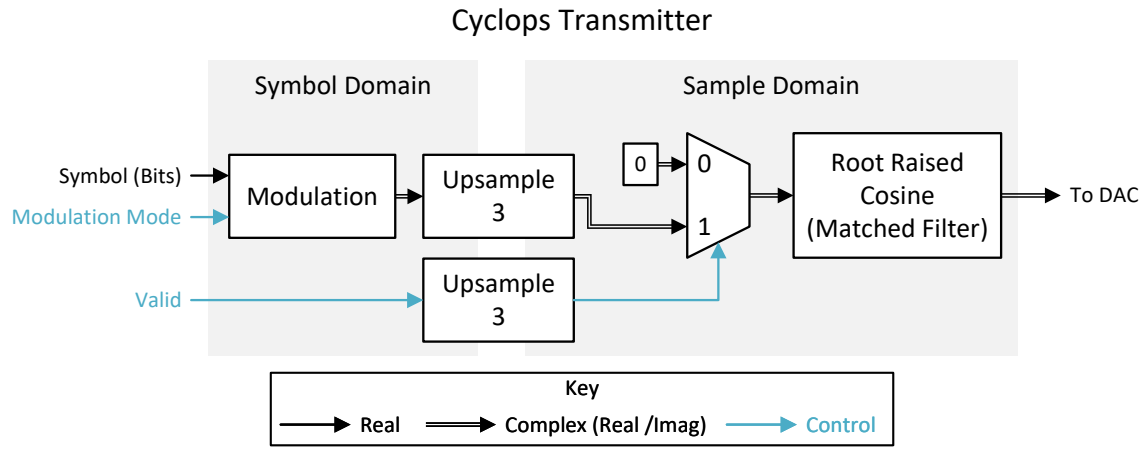 Cyclops Transmitter
Symbol Domain
Sample Domain
Symbol (Bits)
Modulation Mode
Modulation
Upsample
3
0
0
1
Root Raised
Cosine
(Matched Filter)
To DAC
Valid
Upsample
3
Key
Real
Complex (Real /Imag)
Control